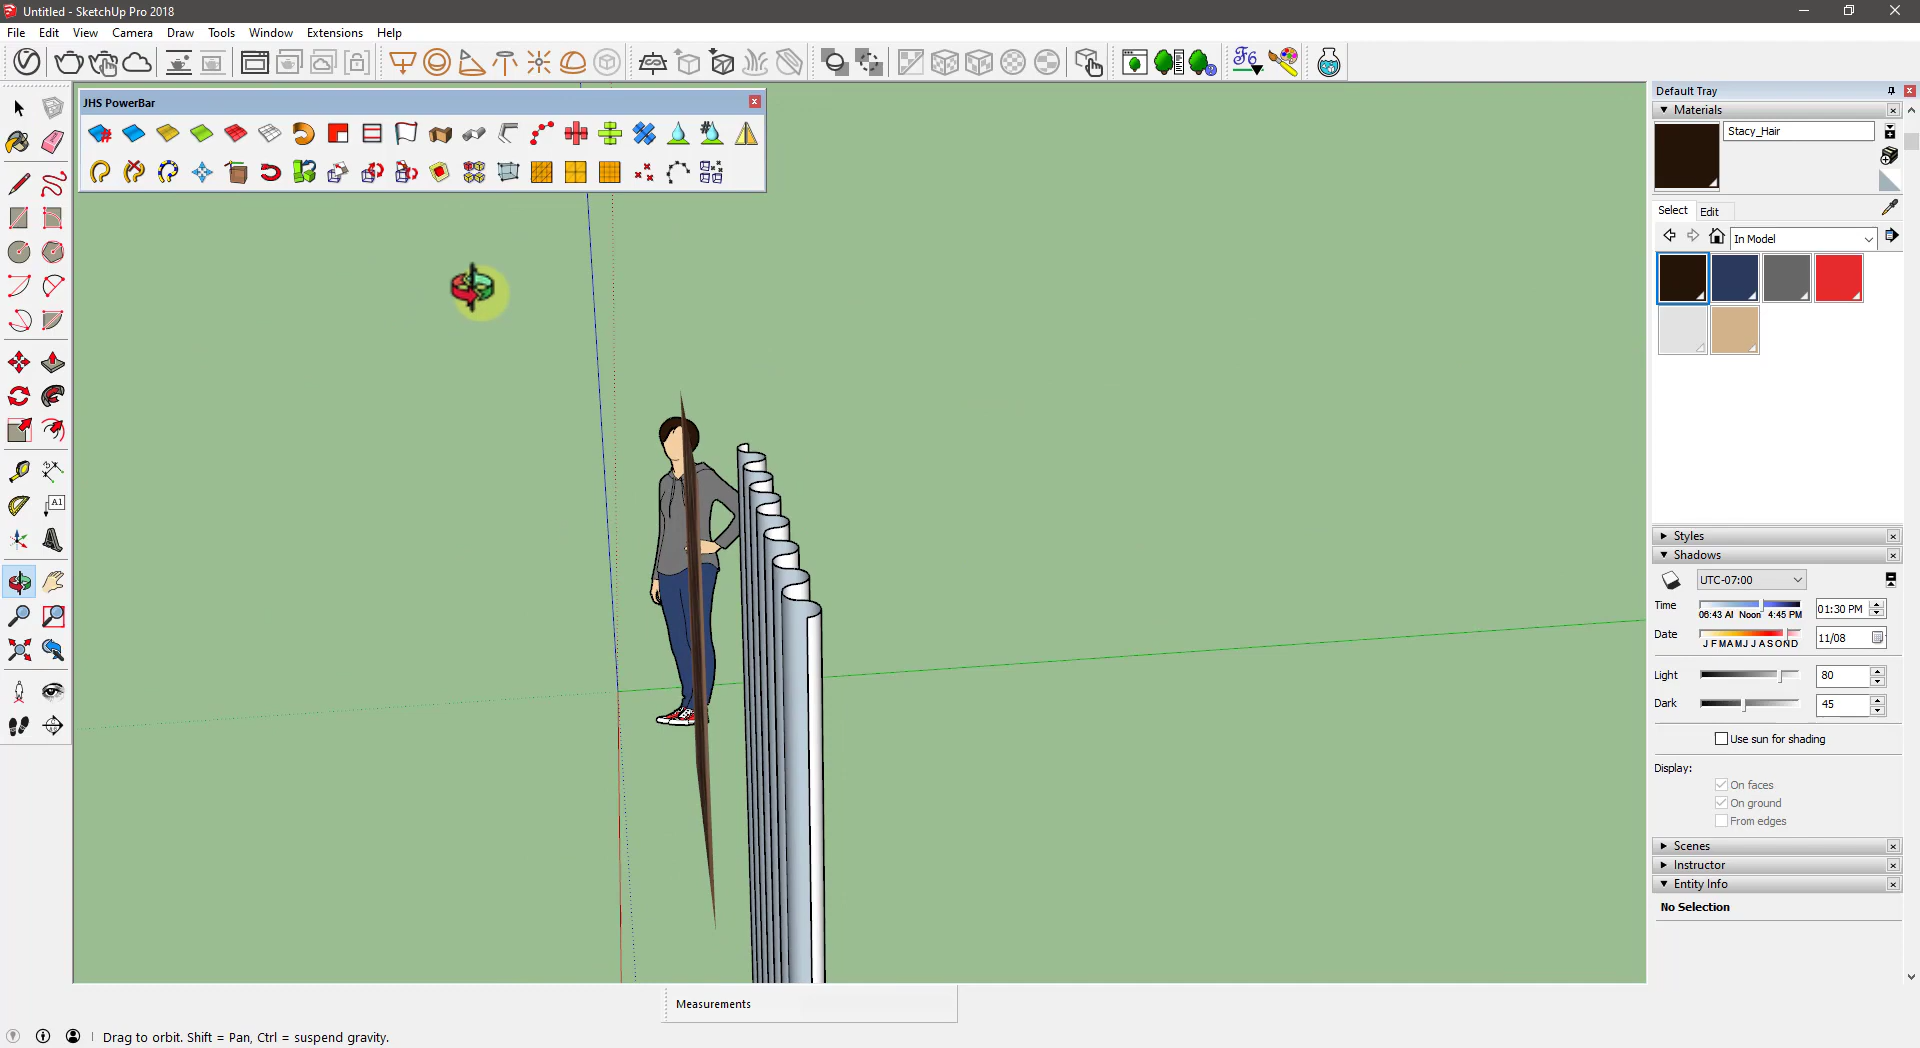 Untitled - SketchUp Pro 2018
File Edit View Camera Draw Tools Window Extensions Help
JHS PowerBar
A1
Default Tray
Materials
Stacy_Hair
Select Edit
In Model
Styles
Shadows
UTC-07:00
Time 06:43 AI Noon 4:45 PM 01:30 PM
Date J F M A M J J A S O N D 11/08
Light 80
Dark 45
Use sun for shading
Display:
On faces
On ground
From edges
Scenes
Instructor
Entity Info
No Selection
Measurements
Drag to orbit. Shift = Pan, Ctrl = suspend gravity.